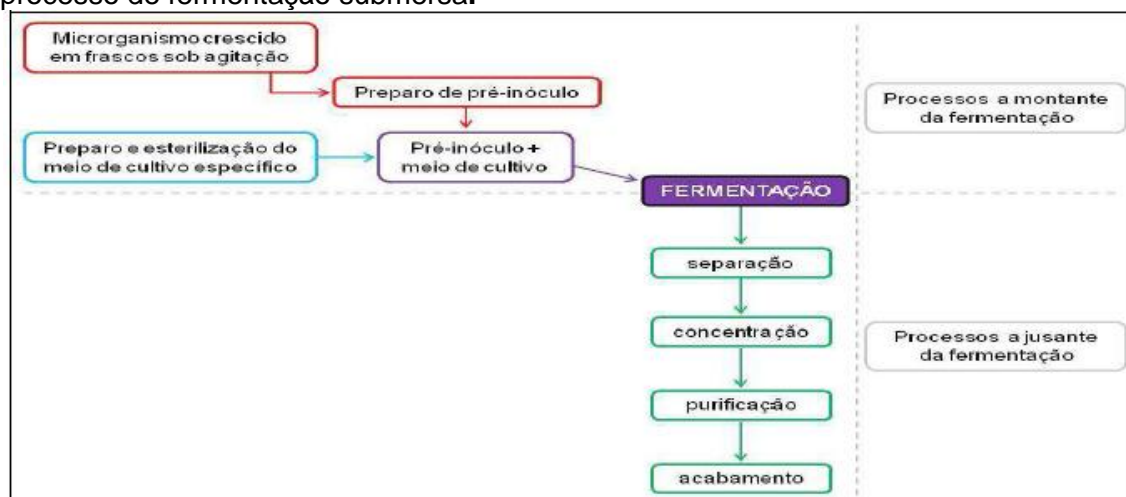 processo de fermentação submersa.
Microrganismo crescido
em frascos sob agitação
Preparo de pré-inóculo
Processos a montante
da fermentação
Preparo e esterilização do
meio de cultivo específico
Pré-inóculo +
meio de cultivo
FERMENTAÇÃO
separação
concentração
Processos a jusante
da fermentação
purificação
acabamento